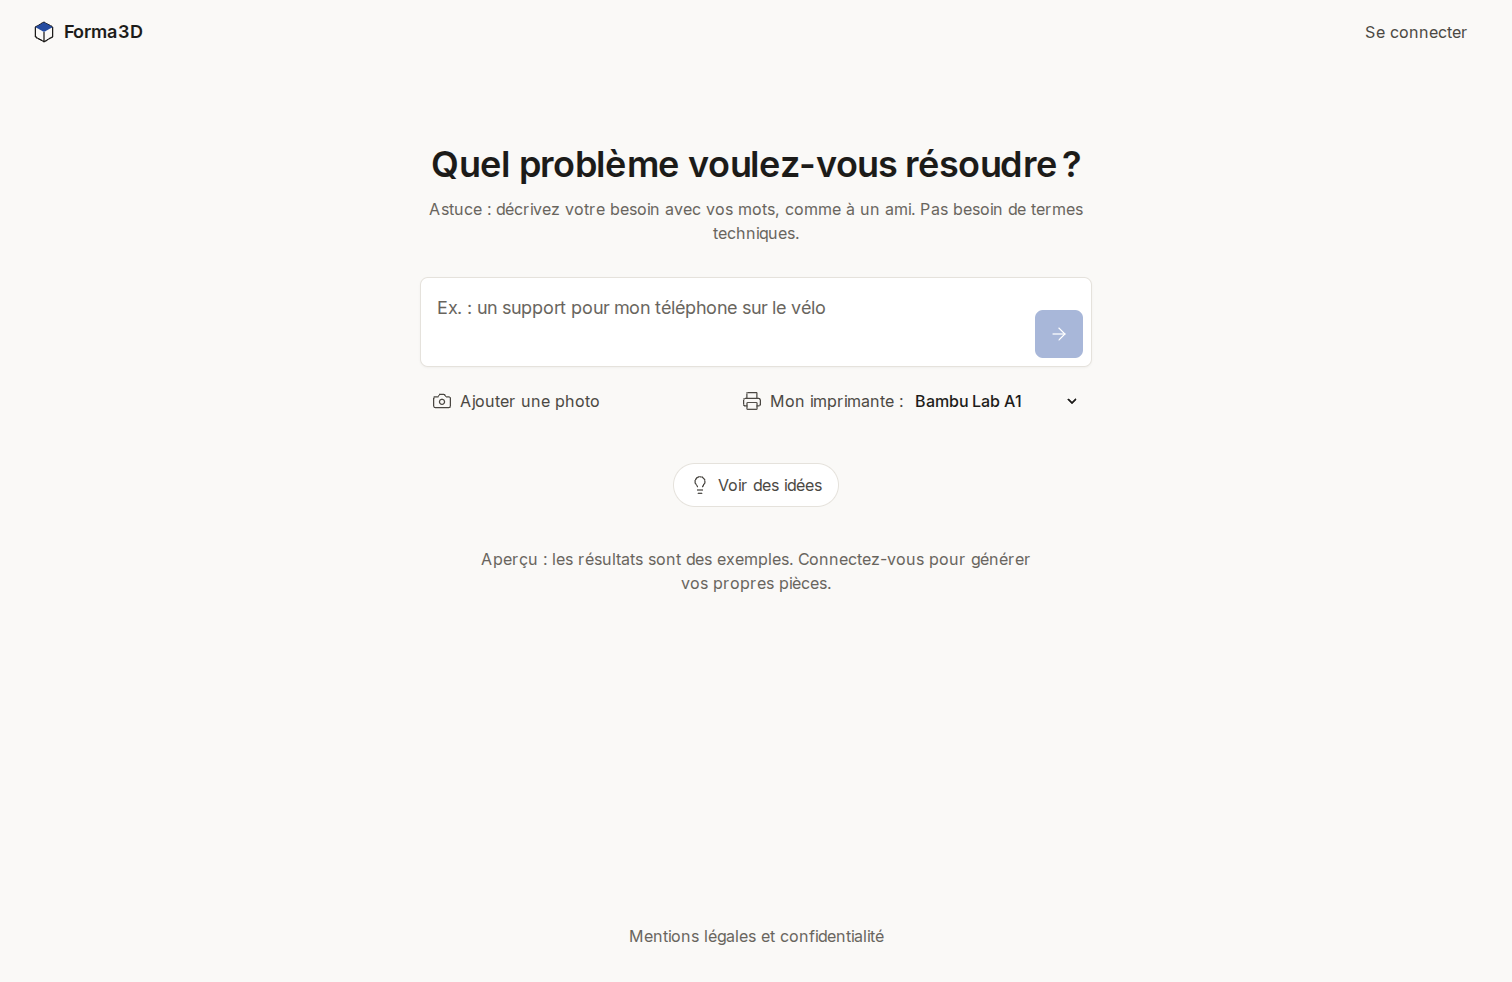 Forma3D
Se connecter
Quel problème voulez-vous résoudre ?
Astuce : décrivez votre besoin avec vos mots, comme à un ami. Pas besoin de termes
techniques.
Ex. : un support pour mon téléphone sur le vélo
Ajouter une photo
Mon imprimante : Bambu Lab A1
Voir des idées
Aperçu : les résultats sont des exemples. Connectez-vous pour générer
vos propres pièces.
Mentions légales et confidentialité